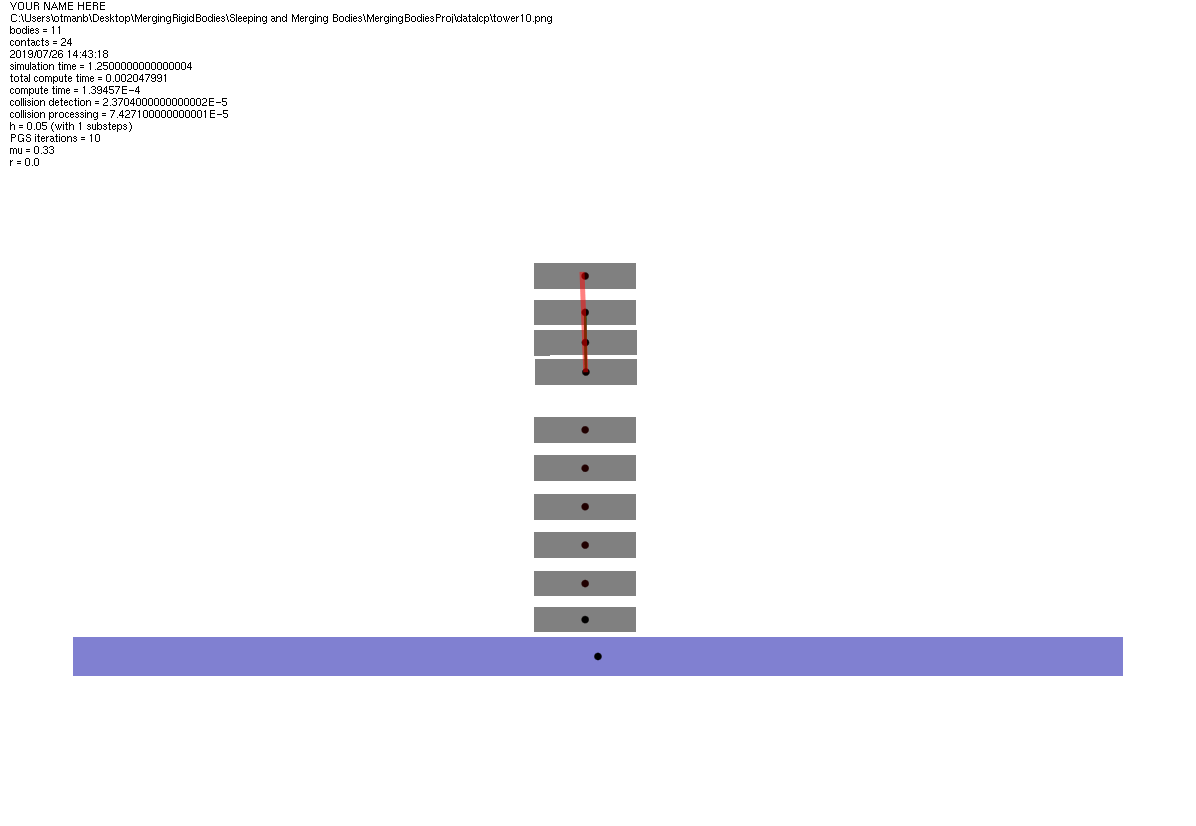 YOUR NAME HERE
C:\Users\otmanb\Desktop\MergingRigidBodies\Sleeping and Merging Bodies\MergingBodiesProj\datalcp\tower10.png
bodies = 11
contacts = 24
2019/07/26 14:43:18
simulation time = 1.2500000000000004
total compute time = 0.002047991
compute time = 1.39457E-4
collision detection = 2.3704000000000002E-5
collision processing = 7.427100000000001E-5
h = 0.05 (with 1 substeps)
PGS iterations = 10
mu = 0.33
r = 0.0